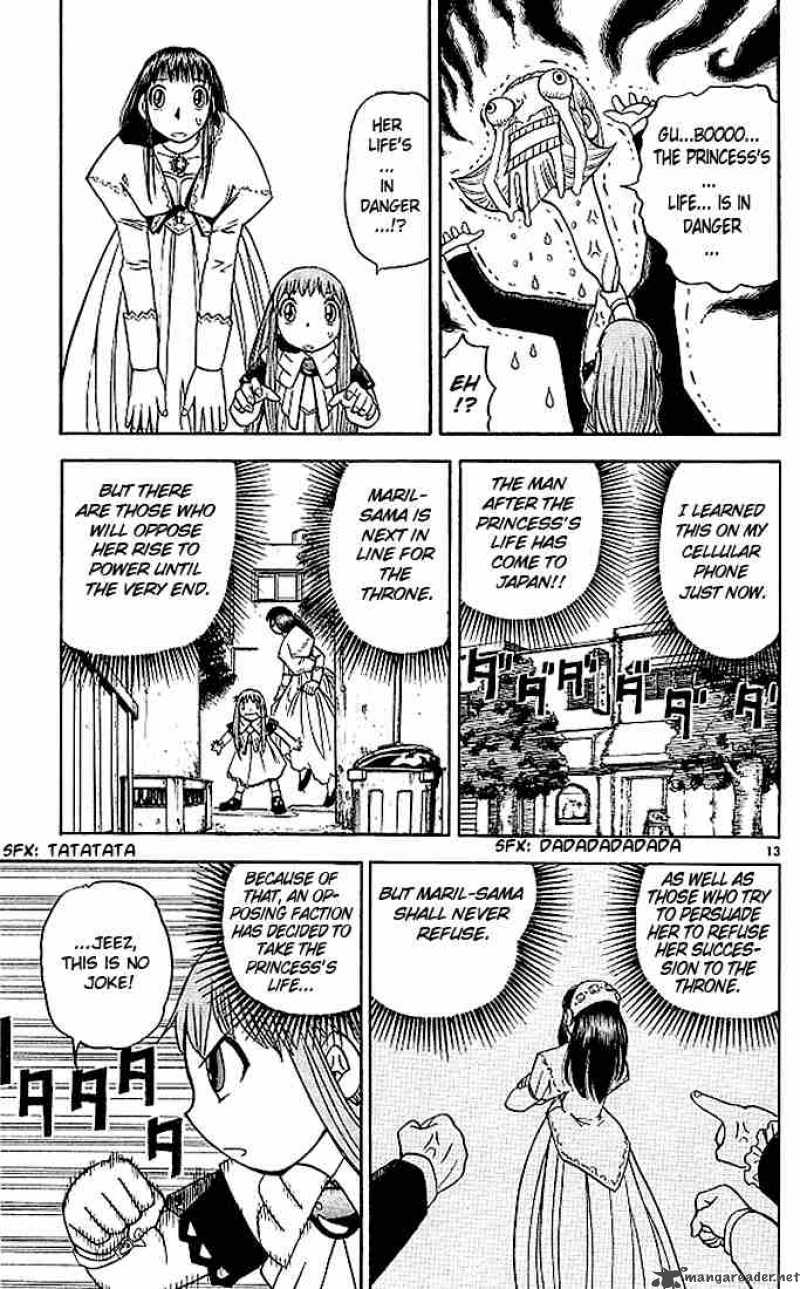 GU...BOOOO...
THE PRINCESS'S
...
LIFE... IS IN
DANGER
...
EH
!?
HER
LIFE'S
...
IN
DANGER
...!?
I LEARNED
THIS ON MY
CELLULAR
PHONE
JUST NOW.
THE MAN
AFTER THE
PRINCESS'S
LIFE HAS
COME TO
JAPAN!!
ダダダダダ
SFX: DADADADADADA
13
MARIL-
SAMA IS
NEXT IN
LINE FOR
THE
THRONE.
BUT THERE
ARE THOSE WHO
WILL OPPOSE
HER RISE TO
POWER UNTIL
THE VERY END.
SFX: TATATATA
AS WELL AS
THOSE WHO TRY
TO PERSUADE
HER TO REFUSE
HER SUCCES-
SION TO THE
THRONE.
BUT MARIL-SAMA
SHALL NEVER
REFUSE.
BECAUSE OF
THAT, AN OP-
POSING FACTION
HAS DECIDED TO
TAKE THE
PRINCESS'S
LIFE...
...JEEZ,
THIS IS NO
JOKE!
タタタタタ
mangareader.net